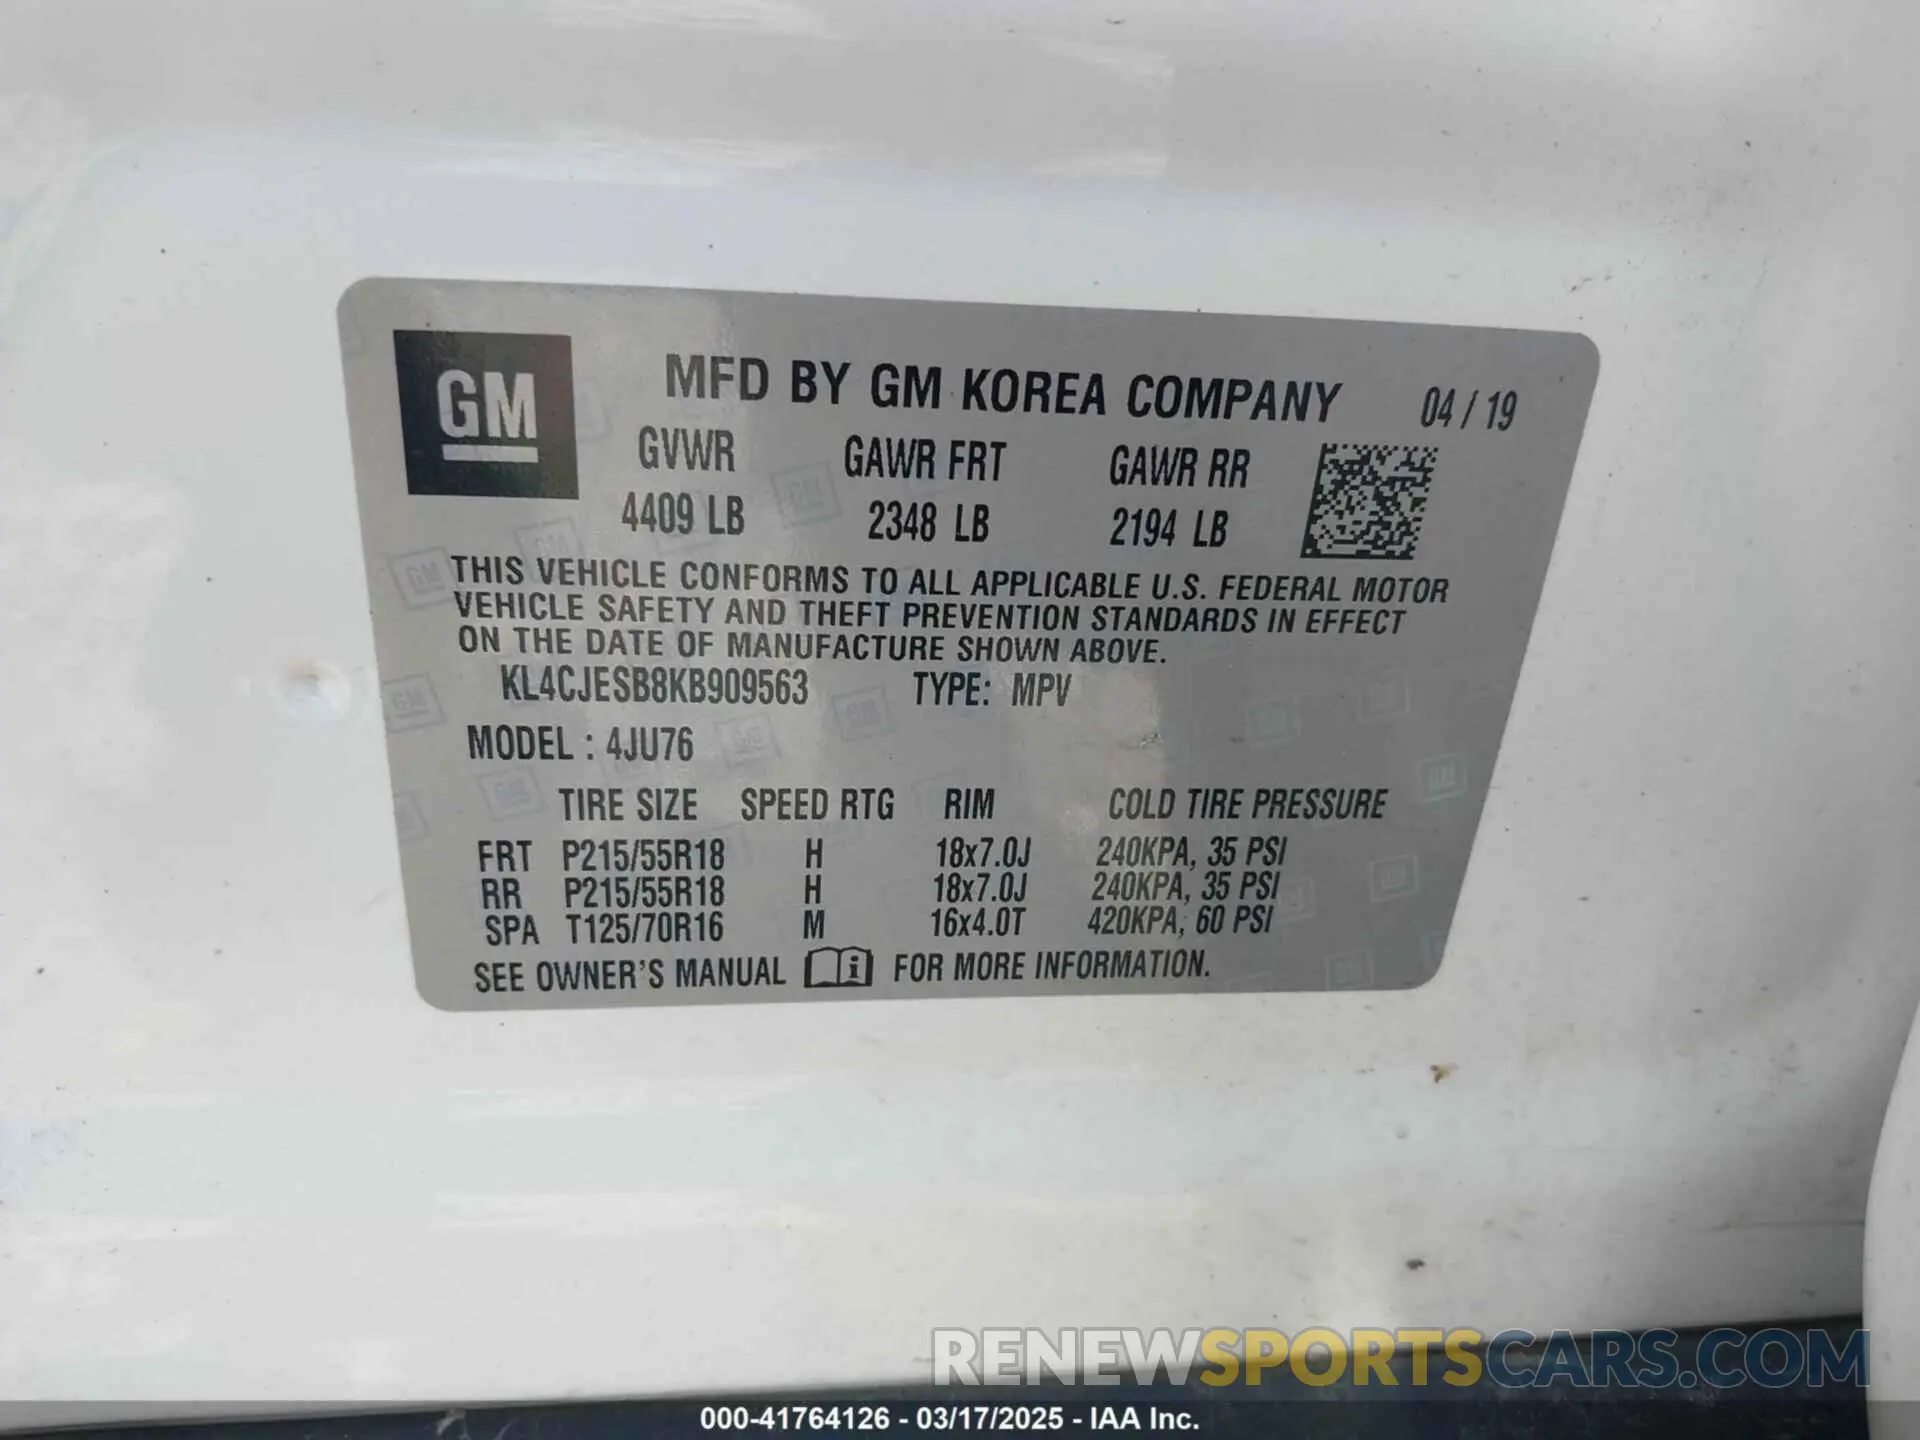 GM
MFD BY GM KOREA COMPANY 04 / 19
GVWR GAWR FRT GAWR RR
4409 LB 2348 LB 2194 LB
THIS VEHICLE CONFORMS TO ALL APPLICABLE U.S. FEDERAL MOTOR
VEHICLE SAFETY AND THEFT PREVENTION STANDARDS IN EFFECT
ON THE DATE OF MANUFACTURE SHOWN ABOVE.
KL4CJESB8KB909563 TYPE: MPV
MODEL : 4JU76
TIRE SIZE SPEED RTG RIM COLD TIRE PRESSURE
FRT P215/55R18 H 18x7.0J 240KPA, 35 PSI
RR P215/55R18 H 18x7.0J 240KPA, 35 PSI
SPA T125/70R16 M 16x4.0T 420KPA, 60 PSI
SEE OWNER'S MANUAL i FOR MORE INFORMATION.
RENEWSPORTSCARS.COM
000-41764126 - 03/17/2025 - IAA Inc.